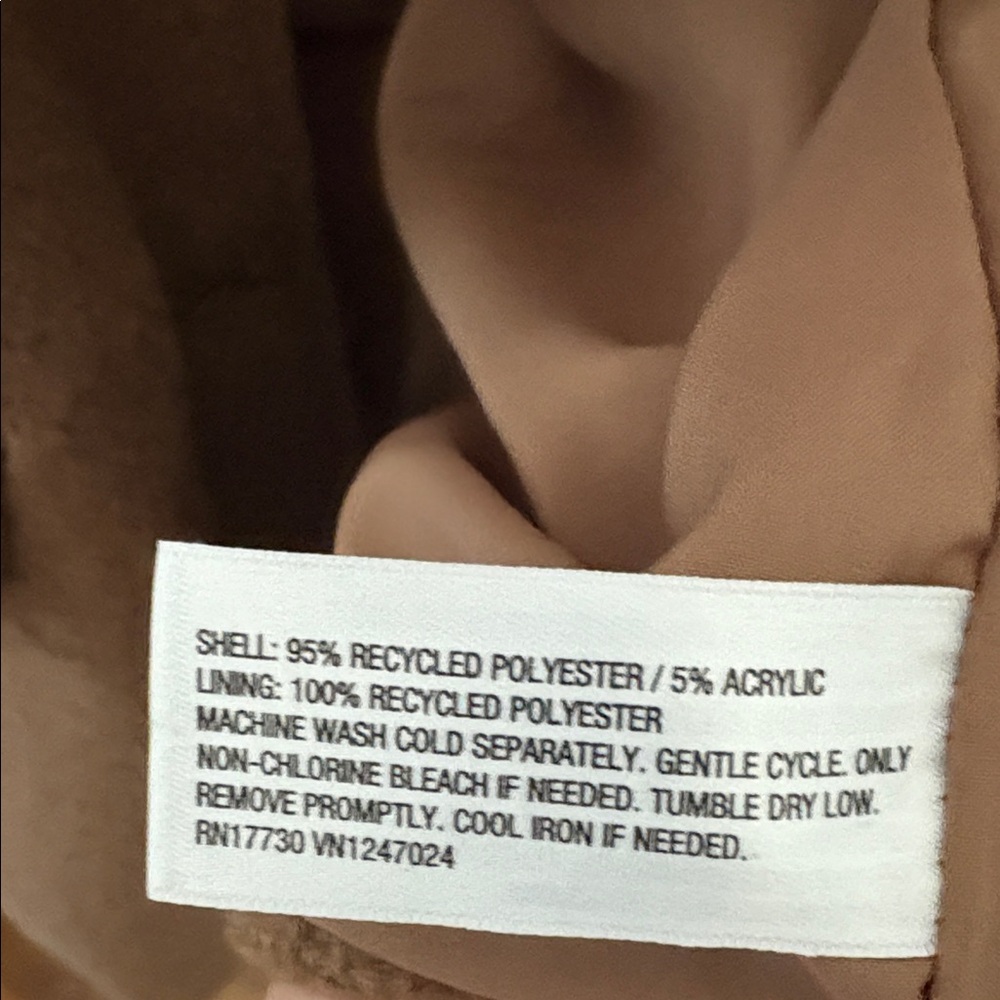 SHELL: 95% RECYCLED POLYESTER / 5% ACRYLIC
LINING: 100% RECYCLED POLYESTER
MACHINE WASH COLD SEPARATELY. GENTLE CYCLE. ONLY
NON-CHLORINE BLEACH IF NEEDED. TUMBLE DRY LOW.
REMOVE PROMPTLY. COOL IRON IF NEEDED.
RN17730 VN1247024